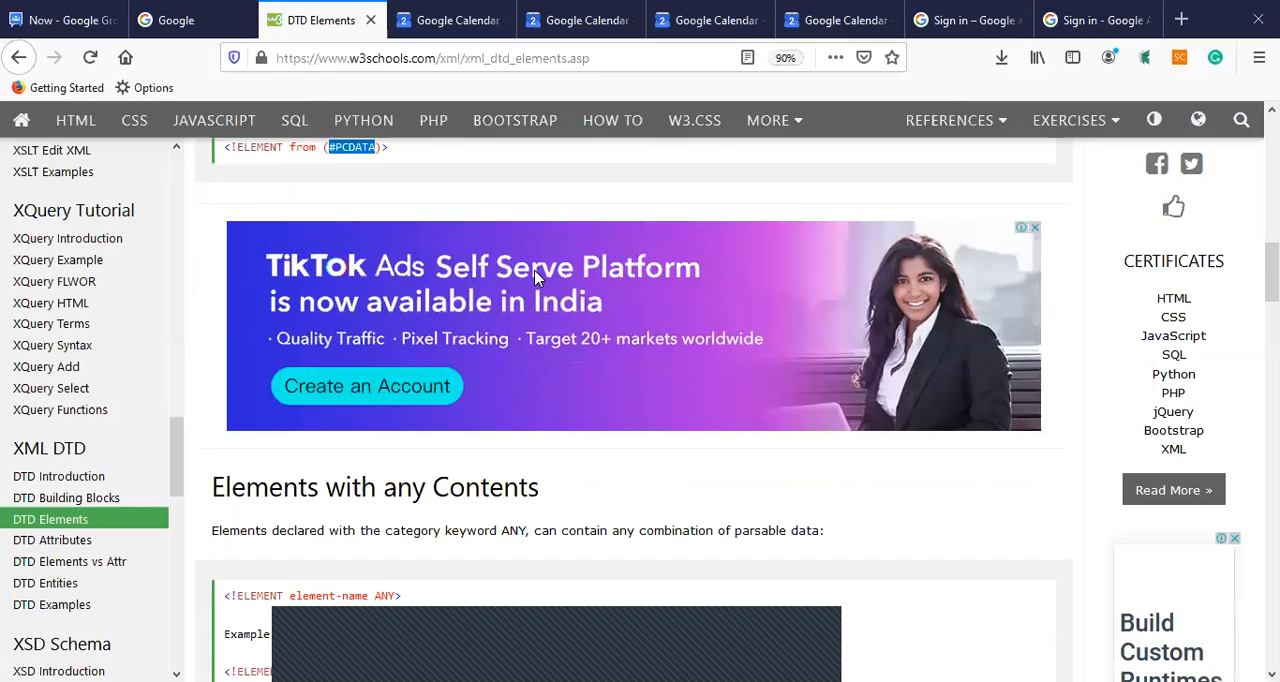 Now - Google Gro
Google
DTD Elements
Google Calendar
Google Calendar
Google Calendar
Google Calendar
Sign in – Google a
Sign in - Google A
https://www.w3schools.com/xml/xml_dtd_elements.asp
90%
Getting Started
Options
HTML
CSS
JAVASCRIPT
SQL
PYTHON
PHP
BOOTSTRAP
HOW TO
W3.CSS
MORE
REFERENCES
EXERCISES
XSLT Edit XML
XSLT Examples
XQuery Tutorial
XQuery Introduction
XQuery Example
XQuery FLWOR
XQuery HTML
XQuery Terms
XQuery Syntax
XQuery Add
XQuery Select
XQuery Functions
XML DTD
DTD Introduction
DTD Building Blocks
DTD Elements
DTD Attributes
DTD Elements vs Attr
DTD Entities
DTD Examples
XSD Schema
XSD Introduction
<!ELEMENT from (#PCDATA)>
TikTok Ads Self Serve Platform
is now available in India
· Quality Traffic · Pixel Tracking · Target 20+ markets worldwide
Create an Account
Elements with any Contents
Elements declared with the category keyword ANY, can contain any combination of parsable data:
<!ELEMENT element-name ANY>
Example
<!ELEME
CERTIFICATES
HTML
CSS
JavaScript
SQL
Python
PHP
jQuery
Bootstrap
XML
Read More »
Build
Custom
Runtimes